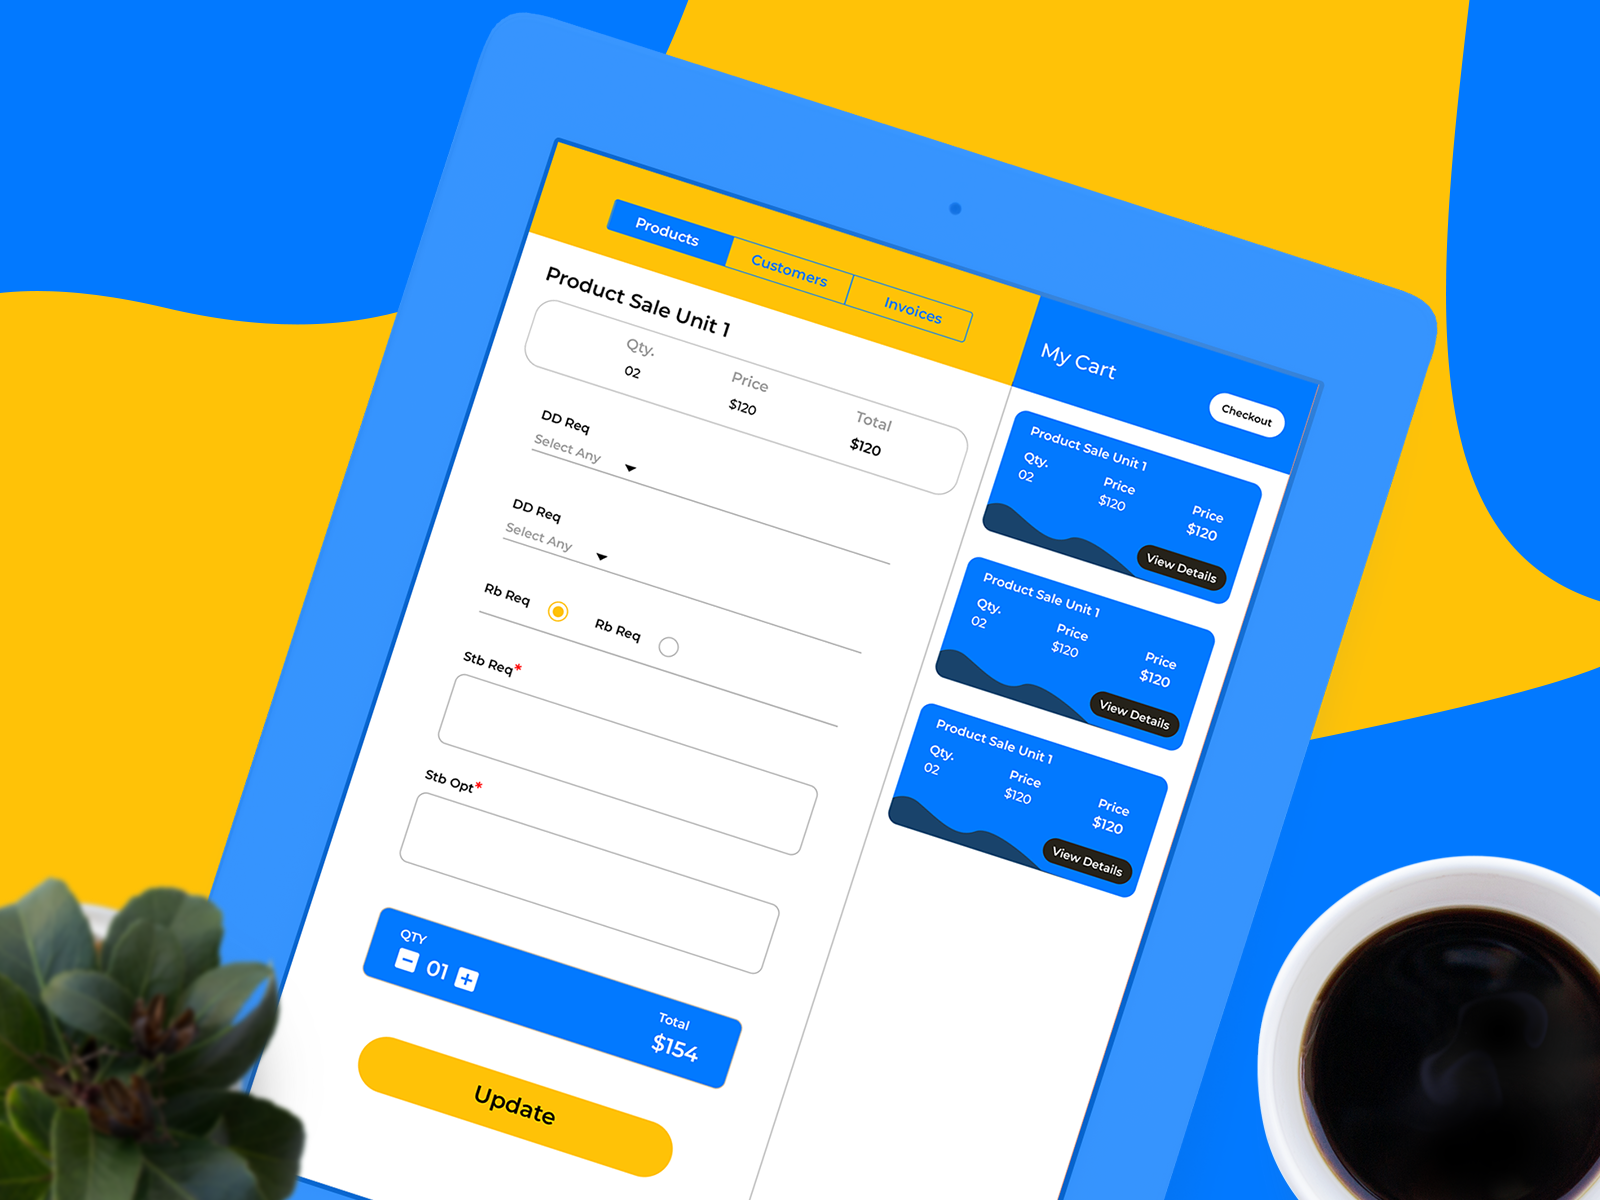 Products
Customers
Invoices
Product Sale Unit 1
Qty.
Price
Total
02
$120
$120
DD Req
Select Any
DD Req
Select Any
Rb Req
Rb Req
Stb Req*
Stb Opt*
QTY
01
Total
$154
Update
My Cart
Checkout
Product Sale Unit 1
Qty.
Price
Price
02
$120
$120
View Details
Product Sale Unit 1
Qty.
Price
Price
02
$120
$120
View Details
Product Sale Unit 1
Qty.
Price
Price
02
$120
$120
View Details